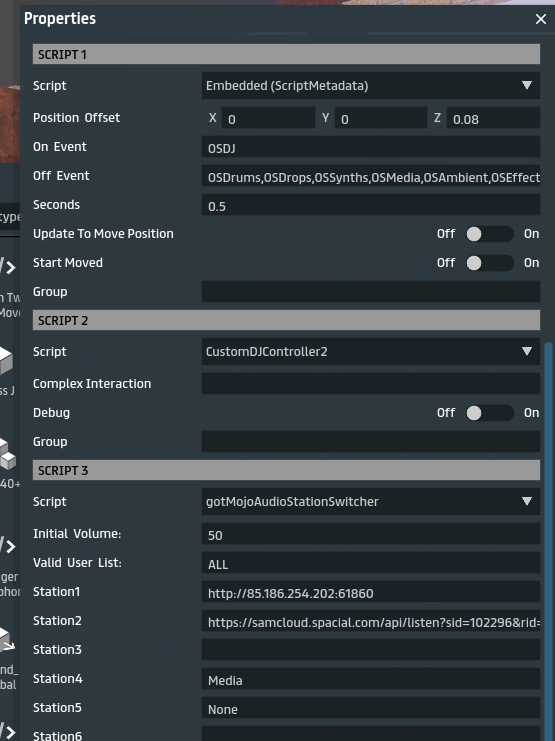 Properties
SCRIPT 1
Script Embedded (ScriptMetadata)
Position Offset X 0 Y 0 Z 0.08
On Event OSDJ
Off Event OSDrums,OSDrops,OSSynths,OSMedia,OSAmbient,OSEffect
Seconds 0.5
Update To Move Position Off On
Start Moved Off On
Group
SCRIPT 2
Script CustomDJController2
Complex Interaction
Debug Off On
Group
SCRIPT 3
Script gotMojoAudioStationSwitcher
Initial Volume: 50
Valid User List: ALL
Station1 http://85.186.254.202:61860
Station2 https://samcloud.spacial.com/api/listen?sid=102296&rid=
Station3
Station4 Media
Station5 None
Station6
type
n Tw
Mov
ss J
40+
ger
phor
nd_
bal